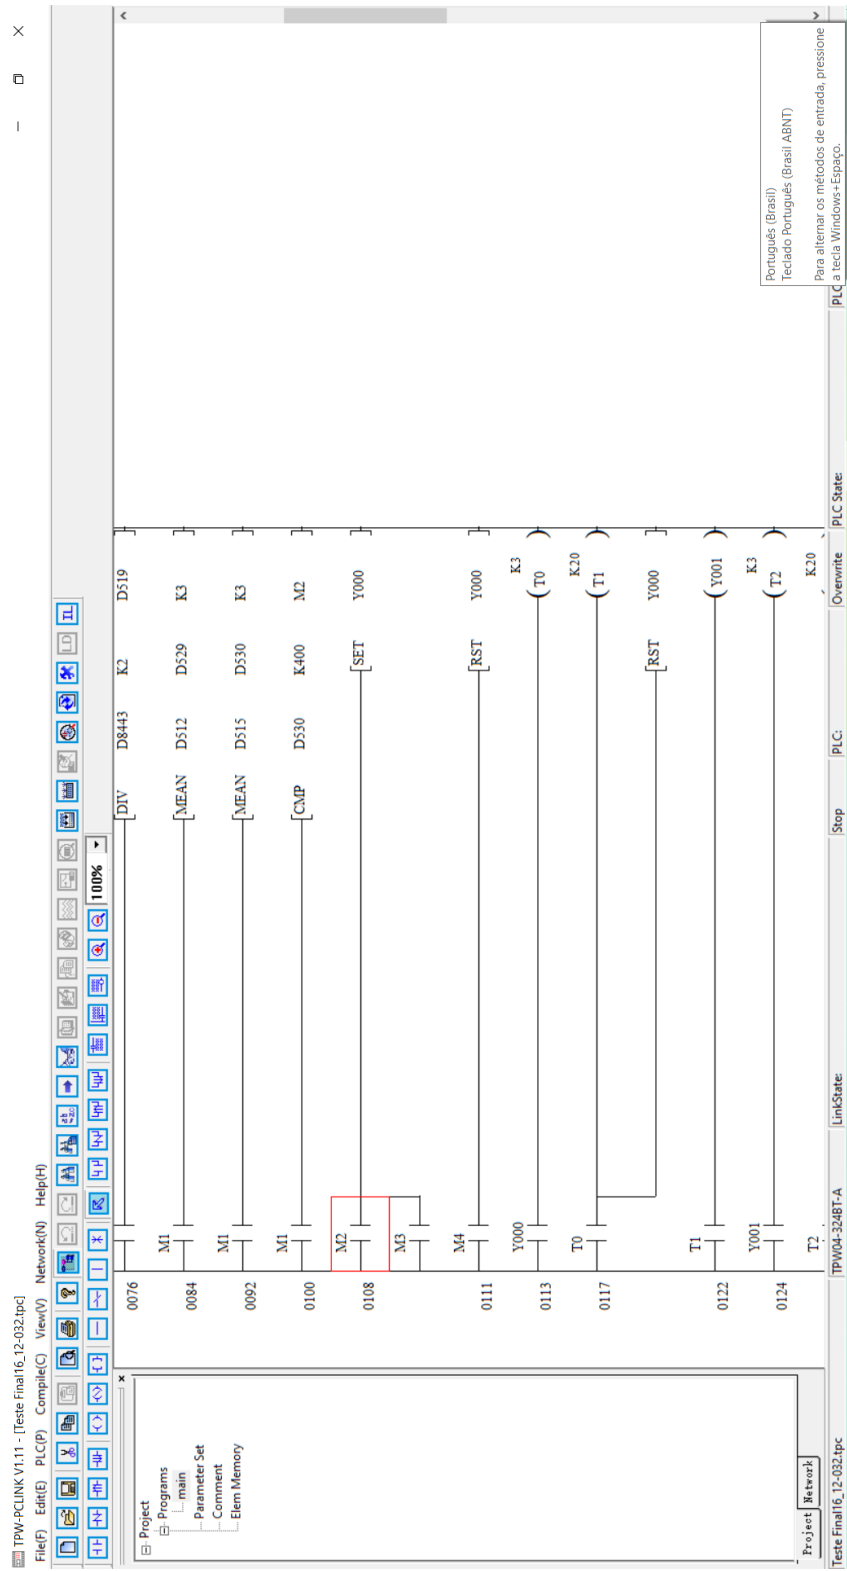 TPW-PCLINK V1.11 - [Teste Final16_12-032.tpc]
File(F) Edit(E) PLC(P) Compile(C) View(V) Network(N) Help(H)
LD IL
100%
Project
Programs
main
Parameter Set
Comment
Elem Memory
Project Network
0076 DIV D8443 K2 D519
M1
0084 MEAN D512 D529 K3
M1
0092 MEAN D515 D530 K3
M1
0100 CMP D530 K400 M2
M2
0108 SET Y000
M3
M4
0111 RST Y000
Y000 K3
0113 T0
T0 K20
0117 T1
RST Y000
T1
0122 Y001
Y001 K3
0124 T2
T2 K20
Português (Brasil)
Teclado Português (Brasil ABNT)
Para alternar os métodos de entrada, pressione
a tecla Windows+Espaço.
Teste Final16_12-032.tpc TPW04-324BT-A LinkState: Stop PLC: Overwrite PLC State: PLC